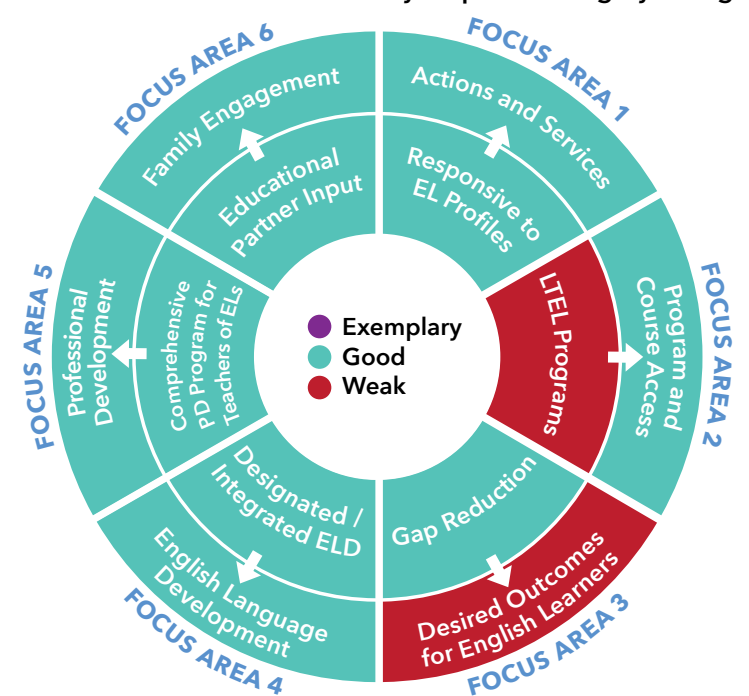 FOCUS AREA 1
Actions and Services
Responsive to
EL Profiles
FOCUS AREA 2
Program and
Course Access
LTEL Programs
FOCUS AREA 3
Desired Outcomes
for English Learners
Gap Reduction
FOCUS AREA 4
English Language
Development
Designated /
Integrated ELD
FOCUS AREA 5
Professional
Development
Comprehensive
PD Program for
Teachers of ELs
FOCUS AREA 6
Family Engagement
Educational
Partner Input
Exemplary
Good
Weak